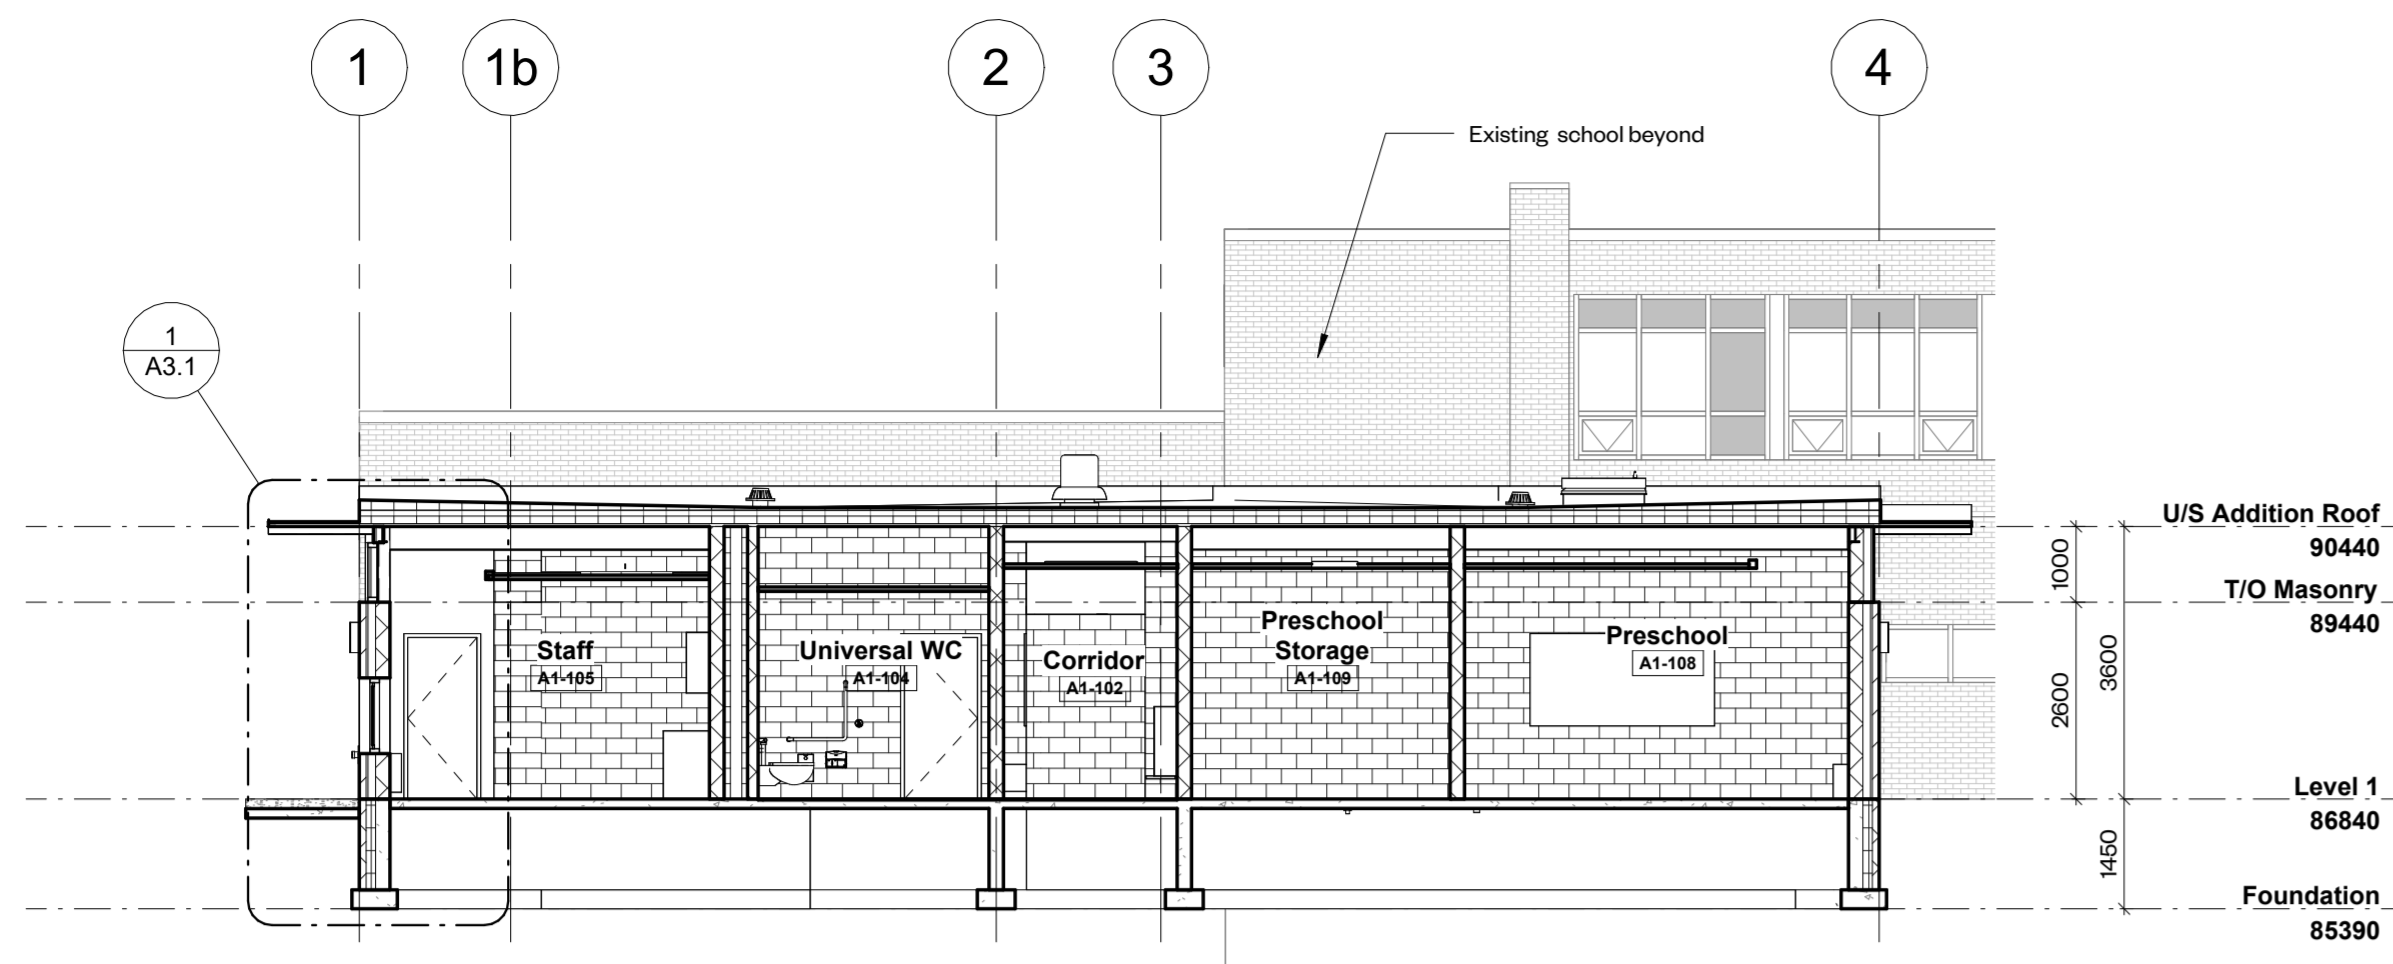 1
1b
2
3
4
Existing school beyond
1
A3.1
U/S Addition Roof
90440
T/O Masonry
89440
1000
3600
2600
Staff
A1-105
Universal WC
A1-104
Corridor
A1-102
Preschool
Storage
A1-109
Preschool
A1-108
Level 1
86840
1450
Foundation
85390